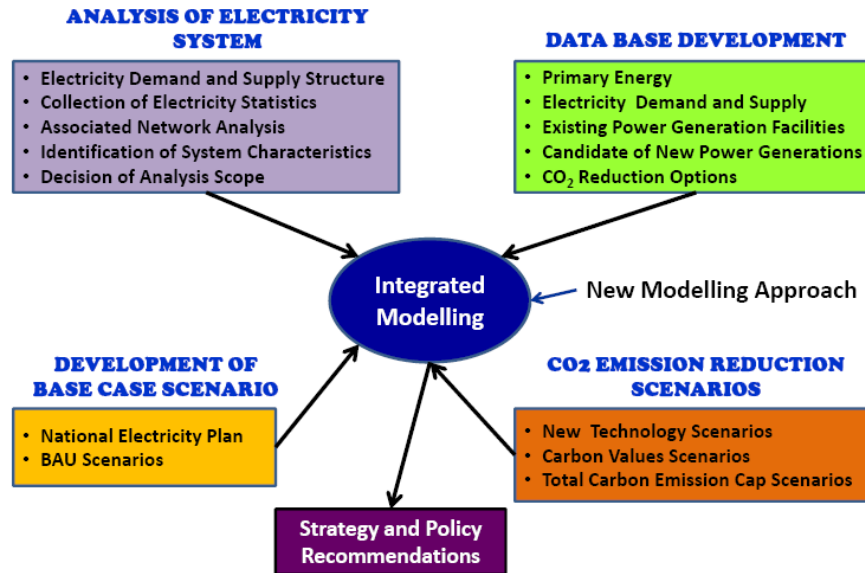 ANALYSIS OF ELECTRICITY
SYSTEM
• Electricity Demand and Supply Structure
• Collection of Electricity Statistics
• Associated Network Analysis
• Identification of System Characteristics
• Decision of Analysis Scope
DATA BASE DEVELOPMENT
• Primary Energy
• Electricity Demand and Supply
• Existing Power Generation Facilities
• Candidate of New Power Generations
• CO₂ Reduction Options
Integrated
Modelling
New Modelling Approach
DEVELOPMENT OF
BASE CASE SCENARIO
• National Electricity Plan
• BAU Scenarios
CO2 EMISSION REDUCTION
SCENARIOS
• New Technology Scenarios
• Carbon Values Scenarios
• Total Carbon Emission Cap Scenarios
Strategy and Policy
Recommendations